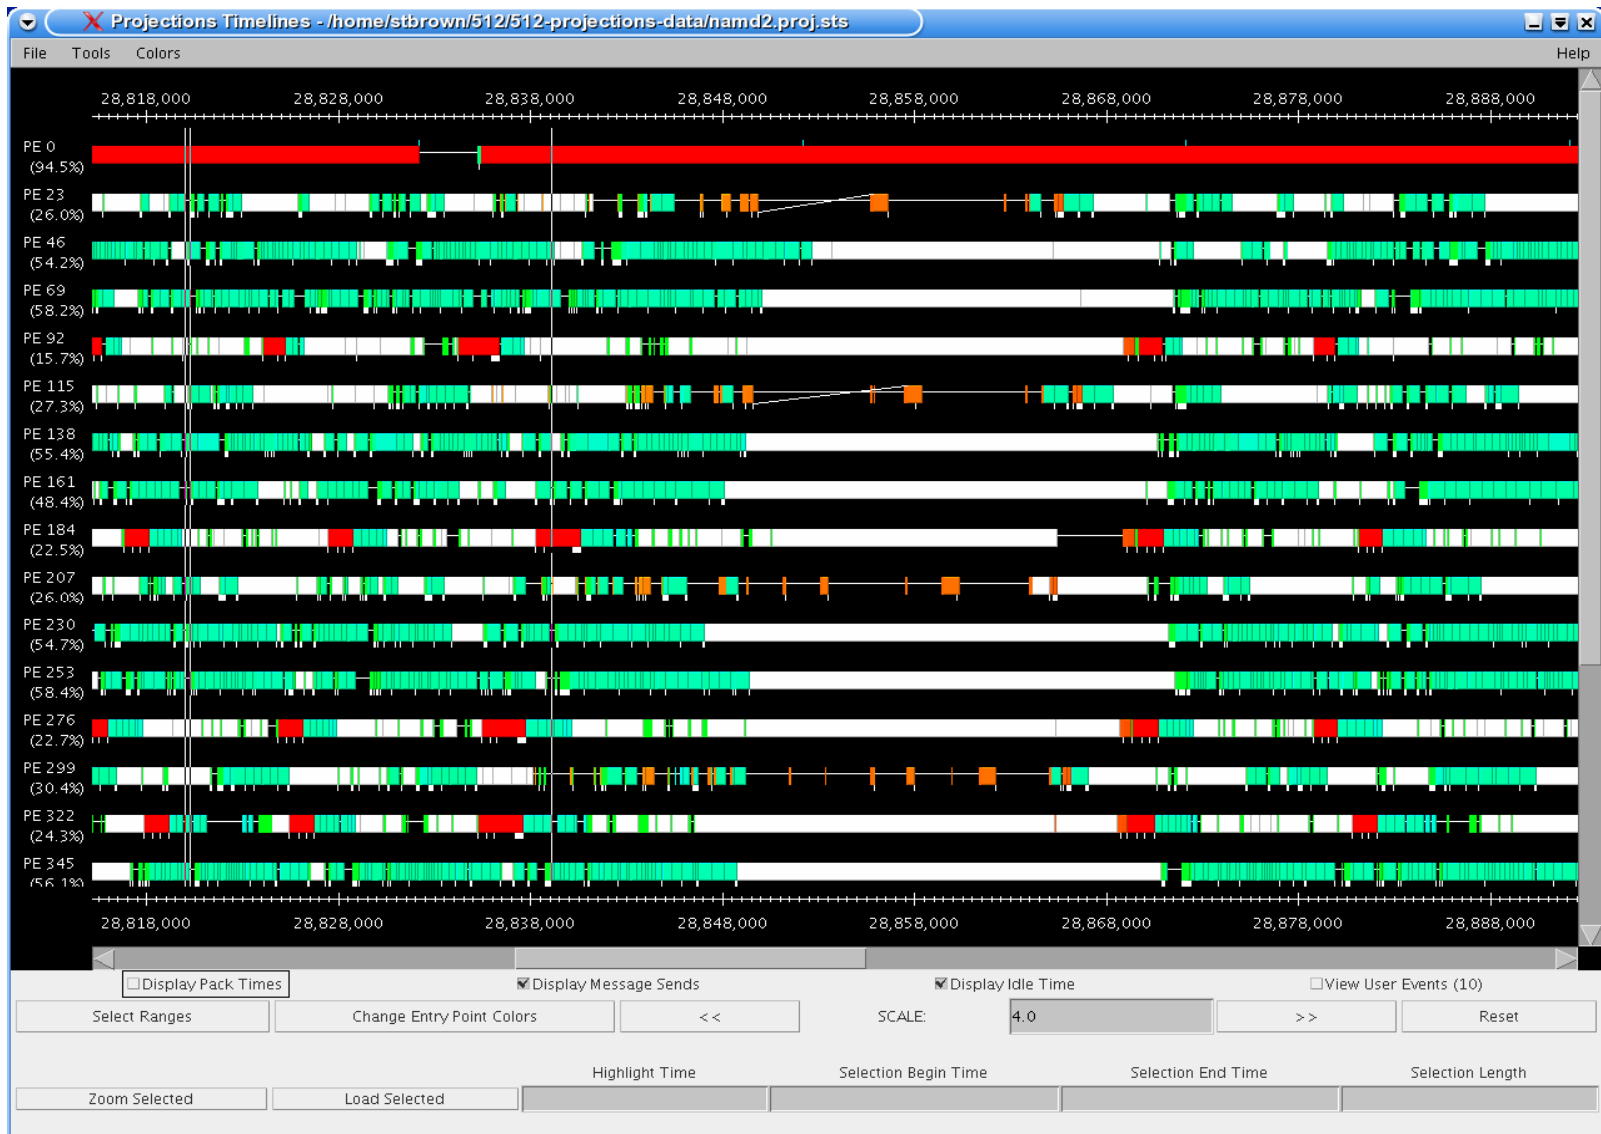 Projections Timelines - /home/stbrown/512/512-projections-data/namd2.proj.sts
File Tools Colors Help
28,818,000 28,828,000 28,838,000 28,848,000 28,858,000 28,868,000 28,878,000 28,888,000
PE 0
(94.5%)
PE 23
(26.0%)
PE 46
(54.2%)
PE 69
(58.2%)
PE 92
(15.7%)
PE 115
(27.3%)
PE 138
(55.4%)
PE 161
(48.4%)
PE 184
(22.5%)
PE 207
(26.0%)
PE 230
(54.7%)
PE 253
(58.4%)
PE 276
(22.7%)
PE 299
(30.4%)
PE 322
(24.3%)
PE 345
(56.1%)
28,818,000 28,828,000 28,838,000 28,848,000 28,858,000 28,868,000 28,878,000 28,888,000
Display Pack Times Display Message Sends Display Idle Time View User Events (10)
Select Ranges Change Entry Point Colors << SCALE: 4.0 >> Reset
Highlight Time Selection Begin Time Selection End Time Selection Length
Zoom Selected Load Selected